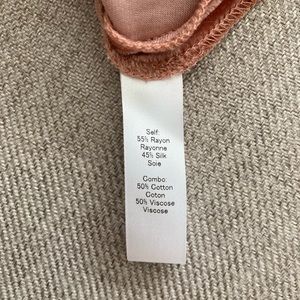 Self:
55% Rayon
Rayonne
45% Silk
Soie
Combo:
50% Cotton
Coton
50% Viscose
Viscose